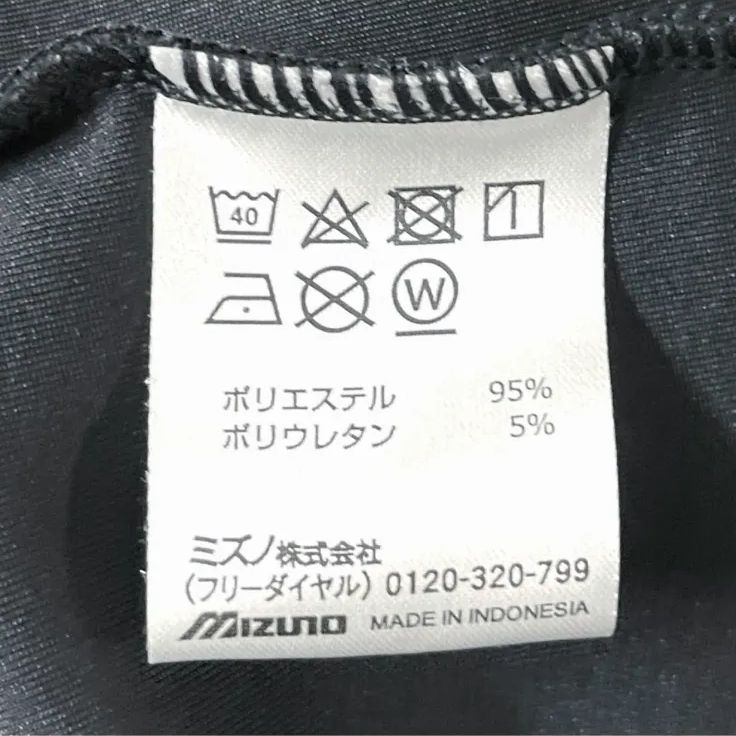 40
W
ポリエステル 95%
ポリウレタン 5%
ミズノ株式会社
(フリーダイヤル) 0120-320-799
MIZUNO MADE IN INDONESIA